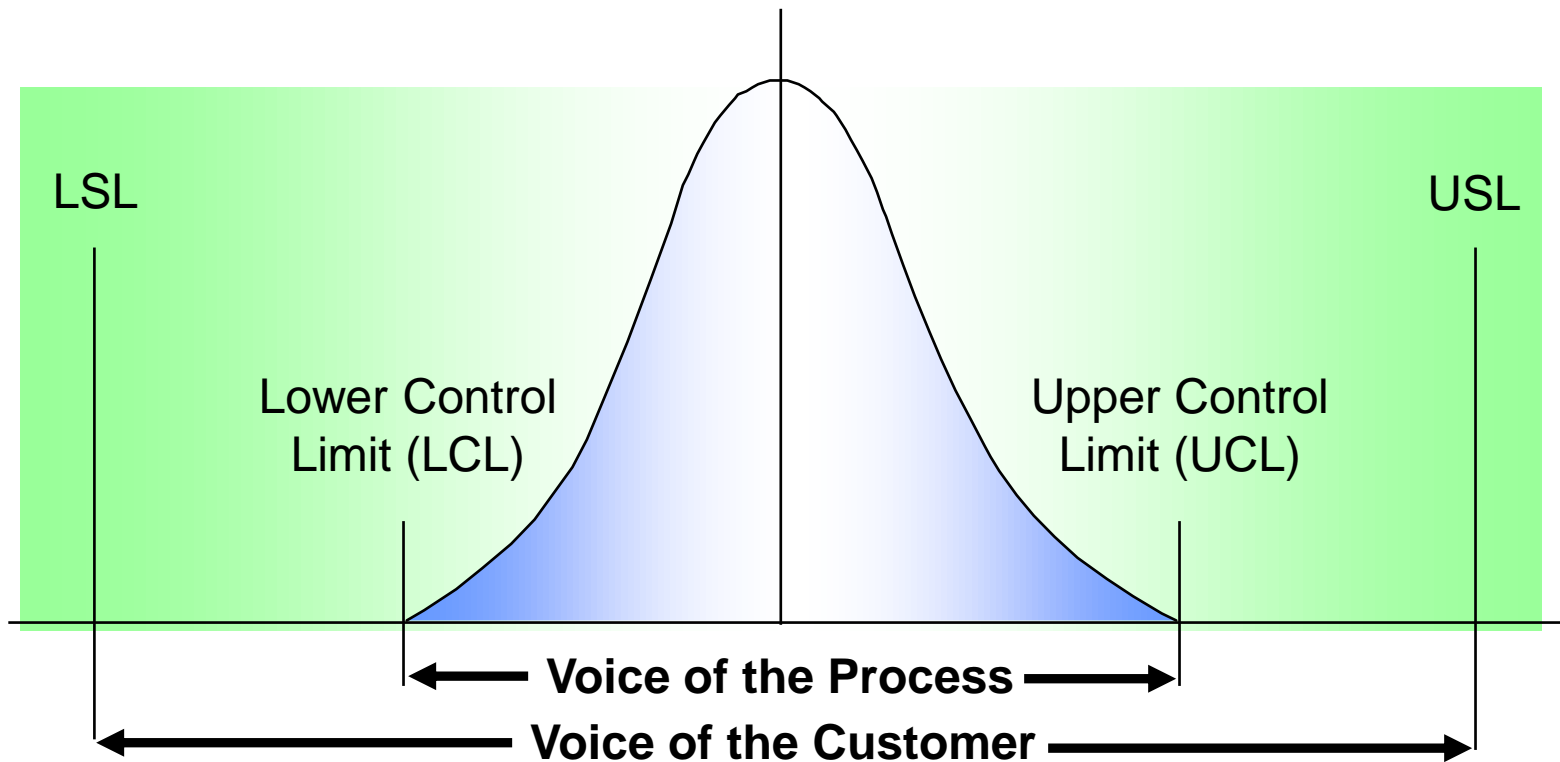 LSL
USL
Lower Control
Limit (LCL)
Upper Control
Limit (UCL)
Voice of the Process
Voice of the Customer